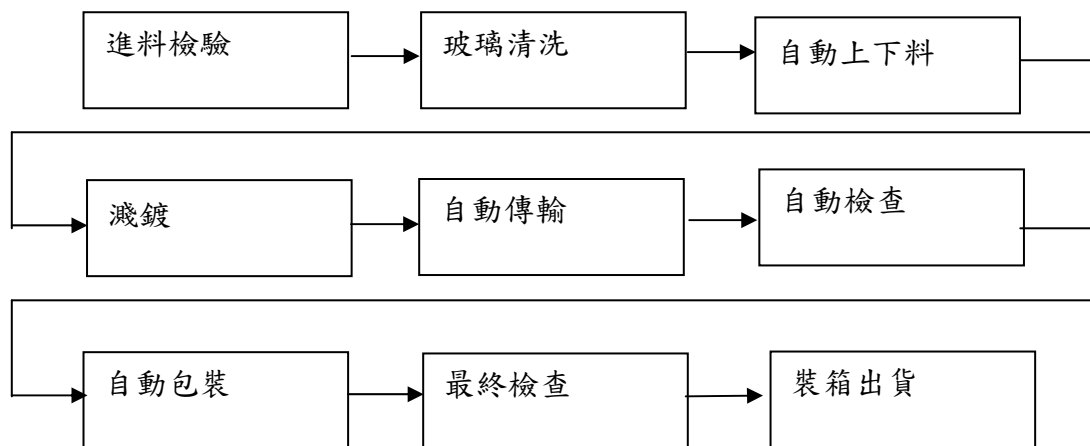 進料檢驗
玻璃清洗
自動上下料
濺鍍
自動傳輸
自動檢查
自動包裝
最終檢查
裝箱出貨